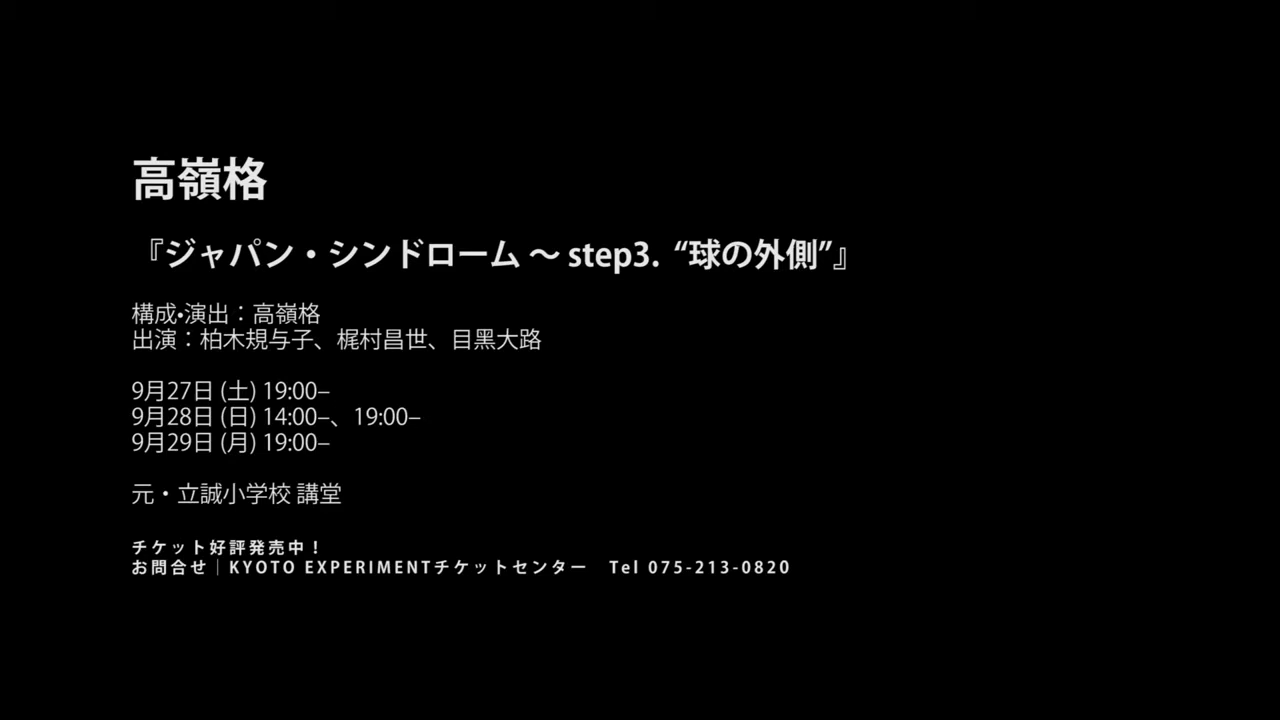 高嶺格
『ジャパン・シンドローム ～ step3. “球の外側”』
構成•演出：高嶺格
出演：柏木規与子、梶村昌世、目黑大路
9月27日 (土) 19:00–
9月28日 (日) 14:00–、19:00–
9月29日 (月) 19:00–
元・立誠小学校 講堂
チケット好評発売中！
お問合せ｜KYOTO EXPERIMENTチケットセンター　Tel 075-213-0820